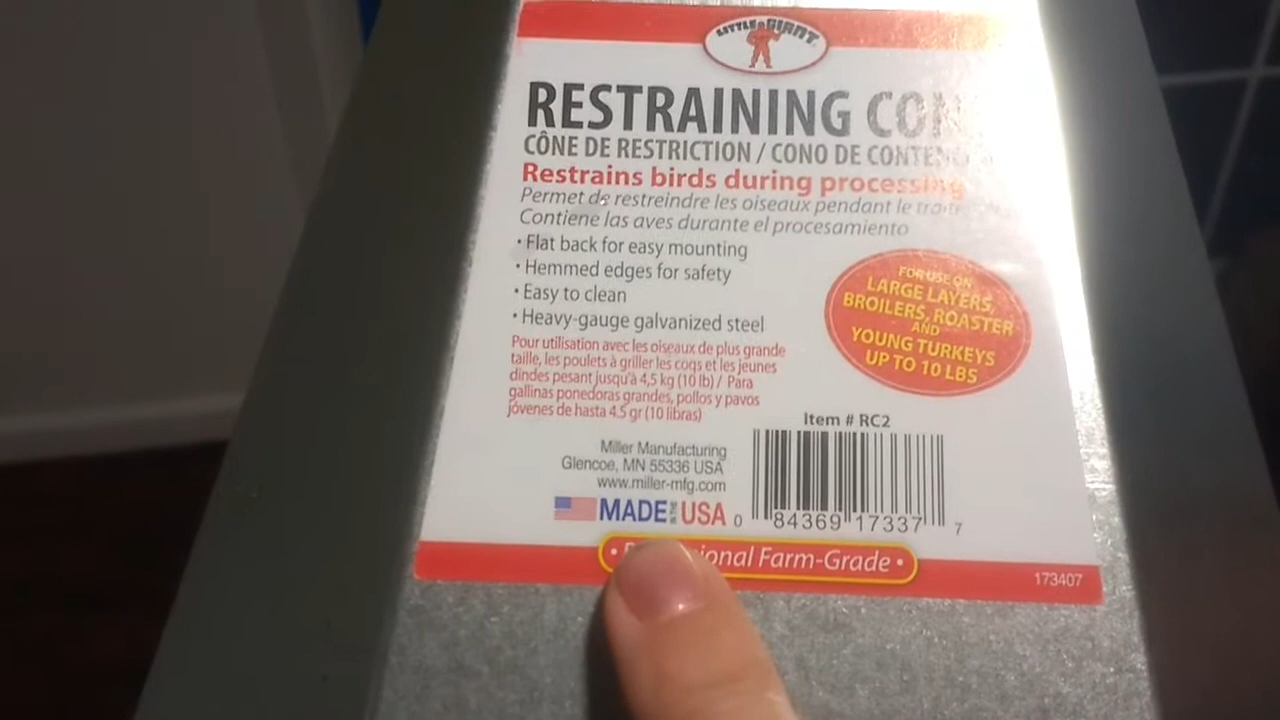 LITTLE GIANT
RESTRAINING CON
CÔNE DE RESTRICTION / CONO DE CONTEN
Restrains birds during processing
Permet de restreindre les oiseaux pendant le
Contiene las aves durante el procesamiento
• Flat back for easy mounting
• Hemmed edges for safety
• Easy to clean
• Heavy-gauge galvanized steel
FOR USE ON
LARGE LAYERS,
BROILERS, ROASTER
AND
YOUNG TURKEYS
UP TO 10 LBS
Pour utilisation avec les oiseaux de plus grande
taille, les poulets à griller les coqs et les jeunes
dindes pesant jusqu'à 4,5 kg (10 lb) / Para
gallinas ponedoras grandes, pollos y pavos
jóvenes de hasta 4.5 gr (10 libras)
Item # RC2
Miller Manufacturing
Glencoe, MN 55336 USA
www.miller-mfg.com
MADE IN THE USA
0 84369 17337 7
• ional Farm-Grade •
173407